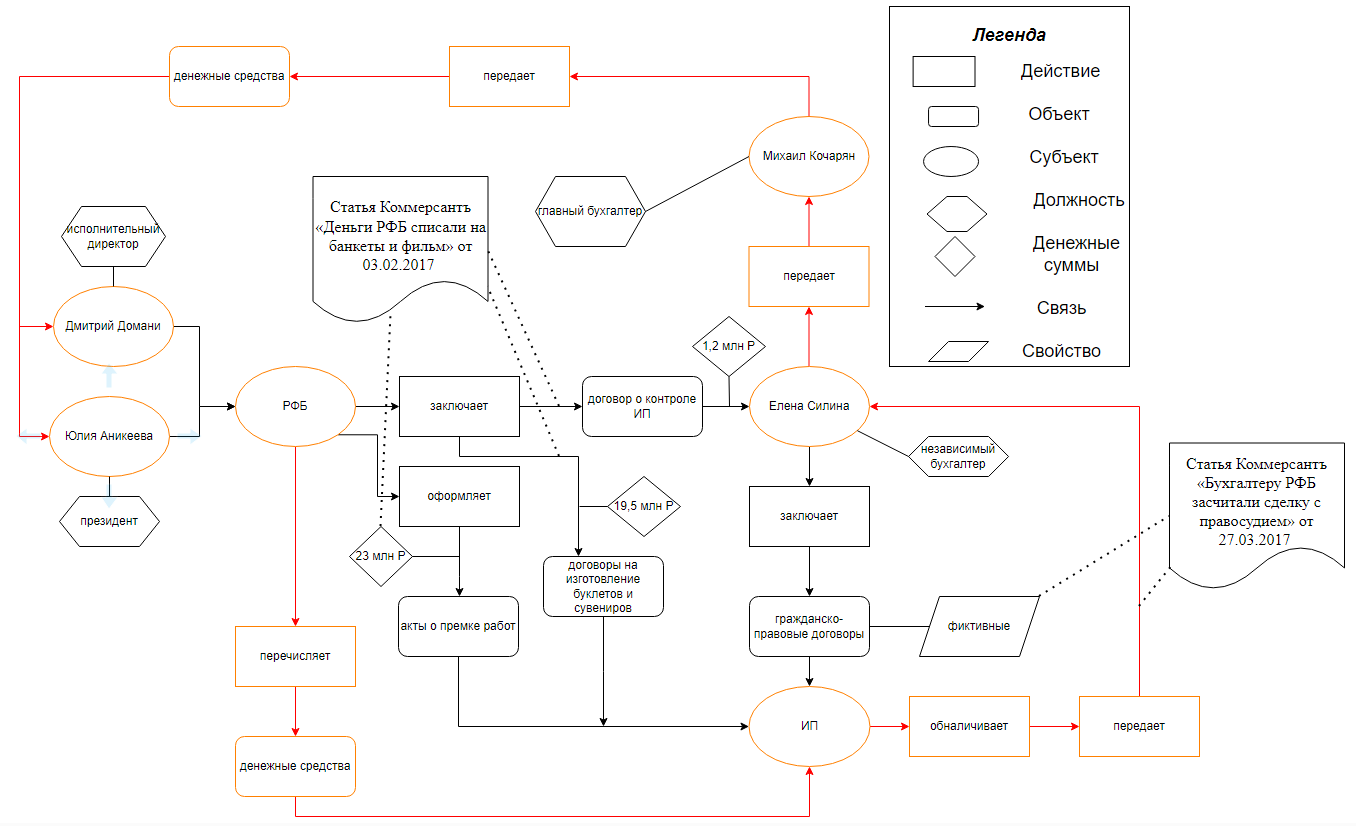 Легенда
Действие
Объект
Субъект
Должность
Денежные
суммы
Связь
Свойство
денежные средства
передает
Михаил Кочарян
главный бухгалтер
Статья Коммерсантъ
«Деньги РФБ списали на
банкеты и фильм» от
03.02.2017
исполнительный
директор
передает
Дмитрий Домани
1,2 млн Р
РФБ
заключает
договор о контроле
ИП
Елена Силина
Юлия Аникеева
независимый
бухгалтер
Статья Коммерсантъ
«Бухгалтеру РФБ
засчитали сделку с
правосудием» от
27.03.2017
президент
оформляет
19,5 млн Р
заключает
23 млн Р
договоры на
изготовление
буклетов и
сувениров
акты о премке работ
гражданско-
правовые договоры
фиктивные
перечисляет
ИП
обналичивает
передает
денежные средства